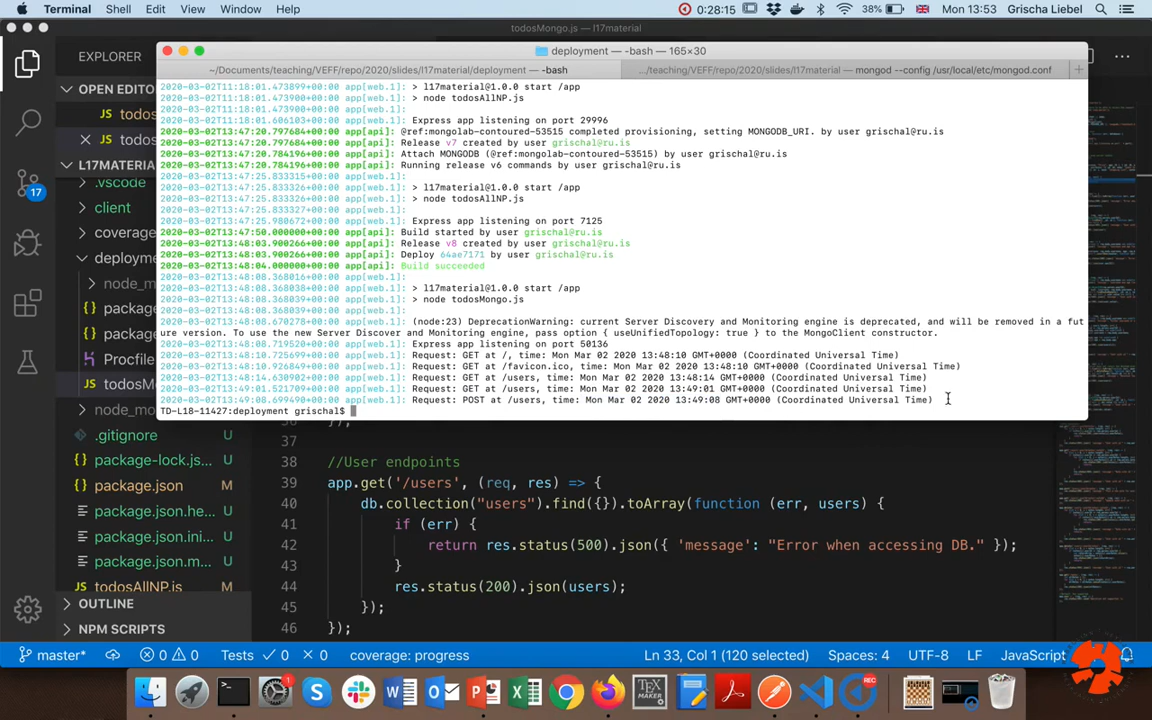 Terminal Shell Edit View Window Help 0:28:15 38% Mon 13:53 Grischa Liebel
todosMongo.js — l17material
deployment — -bash — 165×30
~/Documents/teaching/VEFF/repo/2020/slides/l17material/deployment — -bash
.../teaching/VEFF/repo/2020/slides/l17material — mongod --config /usr/local/etc/mongod.conf
2020-03-02T11:18:01.473899+00:00 app[web.1]: > l17material@1.0.0 start /app
2020-03-02T11:18:01.473900+00:00 app[web.1]: > node todosAllNP.js
2020-03-02T11:18:01.473901+00:00 app[web.1]:
Express app listening on port 29996
2020-03-02T13:47:20.797684+00:00 app[api]: @ref:mongolab-contoured-53515 completed provisioning, setting MONGODB_URI. by user grischal@ru.is
2020-03-02T13:47:20.797684+00:00 app[api]: Release v7 created by user grischal@ru.is
2020-03-02T13:47:20.784196+00:00 app[api]: Attach MONGODB (@ref:mongolab-contoured-53515) by user grischal@ru.is
2020-03-02T13:47:20.784196+00:00 app[api]: Running release v6 commands by user grischal@ru.is
2020-03-02T13:47:25.833315+00:00 app[web.1]:
2020-03-02T13:47:25.833326+00:00 app[web.1]: > l17material@1.0.0 start /app
2020-03-02T13:47:25.833326+00:00 app[web.1]: > node todosAllNP.js
2020-03-02T13:47:25.833327+00:00 app[web.1]:
2020-03-02T13:47:25.980672+00:00 app[web.1]: Express app listening on port 7125
2020-03-02T13:47:50.000000+00:00 app[api]: Build started by user grischal@ru.is
2020-03-02T13:48:03.900266+00:00 app[api]: Release v8 created by user grischal@ru.is
2020-03-02T13:48:03.900266+00:00 app[api]: Deploy 64ae7171 by user grischal@ru.is
2020-03-02T13:48:04.000000+00:00 app[api]: Build succeeded
2020-03-02T13:48:08.368016+00:00 app[web.1]:
2020-03-02T13:48:08.368038+00:00 app[web.1]: > l17material@1.0.0 start /app
2020-03-02T13:48:08.368039+00:00 app[web.1]: > node todosMongo.js
2020-03-02T13:48:08.368039+00:00 app[web.1]:
2020-03-02T13:48:08.670278+00:00 app[web.1]: (node:23) DeprecationWarning: current Server Discovery and Monitoring engine is deprecated, and will be removed in a fut
ure version. To use the new Server Discover and Monitoring engine, pass option { useUnifiedTopology: true } to the MongoClient constructor.
2020-03-02T13:48:08.719520+00:00 app[web.1]: Express app listening on port 50136
2020-03-02T13:48:10.725699+00:00 app[web.1]: Request: GET at /, time: Mon Mar 02 2020 13:48:10 GMT+0000 (Coordinated Universal Time)
2020-03-02T13:48:10.926849+00:00 app[web.1]: Request: GET at /favicon.ico, time: Mon Mar 02 2020 13:48:10 GMT+0000 (Coordinated Universal Time)
2020-03-02T13:48:14.630902+00:00 app[web.1]: Request: GET at /users, time: Mon Mar 02 2020 13:48:14 GMT+0000 (Coordinated Universal Time)
2020-03-02T13:49:01.521709+00:00 app[web.1]: Request: GET at /users, time: Mon Mar 02 2020 13:49:01 GMT+0000 (Coordinated Universal Time)
2020-03-02T13:49:08.699490+00:00 app[web.1]: Request: POST at /users, time: Mon Mar 02 2020 13:49:08 GMT+0000 (Coordinated Universal Time)
TD-L18-11427:deployment grischal$
EXPLORER
OPEN EDITO
todos
todos
L17MATERIAL
.vscode
client
coverage
deployme
node_m
package
package
Procfile
todosM
node_mo
.gitignore U
package-lock.js... U
package.json M
package.json.he... U
package.json.ini... U
package.json.m... U
todosAllNP.js M
OUTLINE
NPM SCRIPTS
37
38 //User endpoints
39 app.get('/users', (req, res) => {
40 db.collection("users").find({}).toArray(function (err, users) {
41 if (err) {
42 return res.status(500).json({ 'message': "Error when accessing DB." });
43 }
44 res.status(200).json(users);
45 });
46 });
17
master* 0 0 Tests 0 0 coverage: progress Ln 33, Col 1 (120 selected) Spaces: 4 UTF-8 LF JavaScript